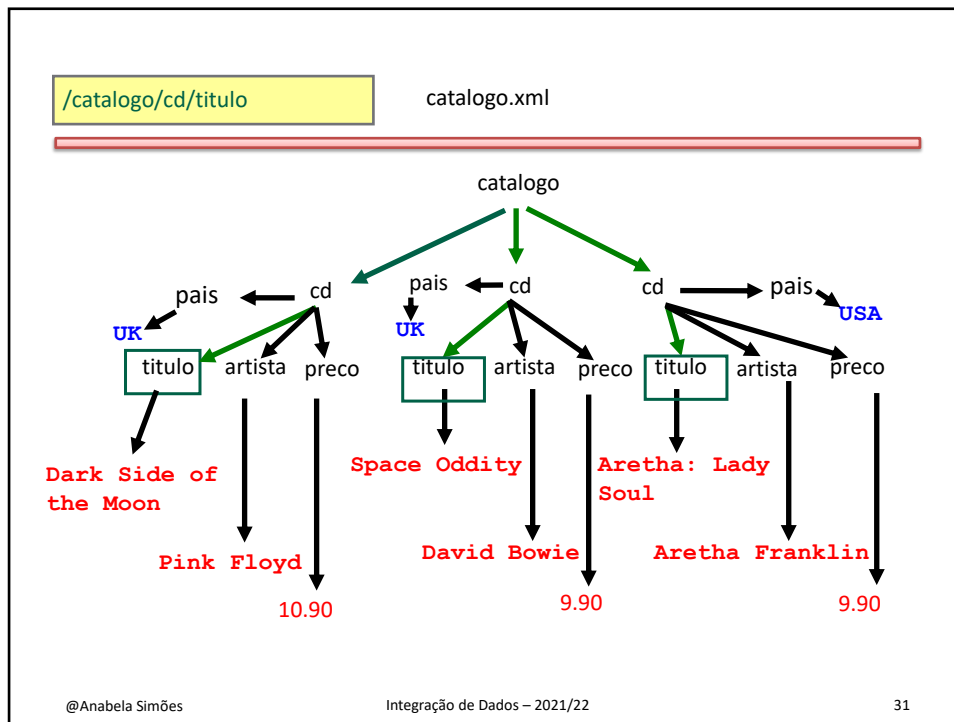 /catalogo/cd/titulo
catalogo.xml
catalogo
pais
cd
pais
cd
cd
pais
UK
UK
USA
titulo
artista
preco
titulo
artista
preco
titulo
artista
preco
Dark Side of
the Moon
Space Oddity
Aretha: Lady
Soul
Pink Floyd
David Bowie
Aretha Franklin
10.90
9.90
9.90
@Anabela Simões
Integração de Dados – 2021/22
31